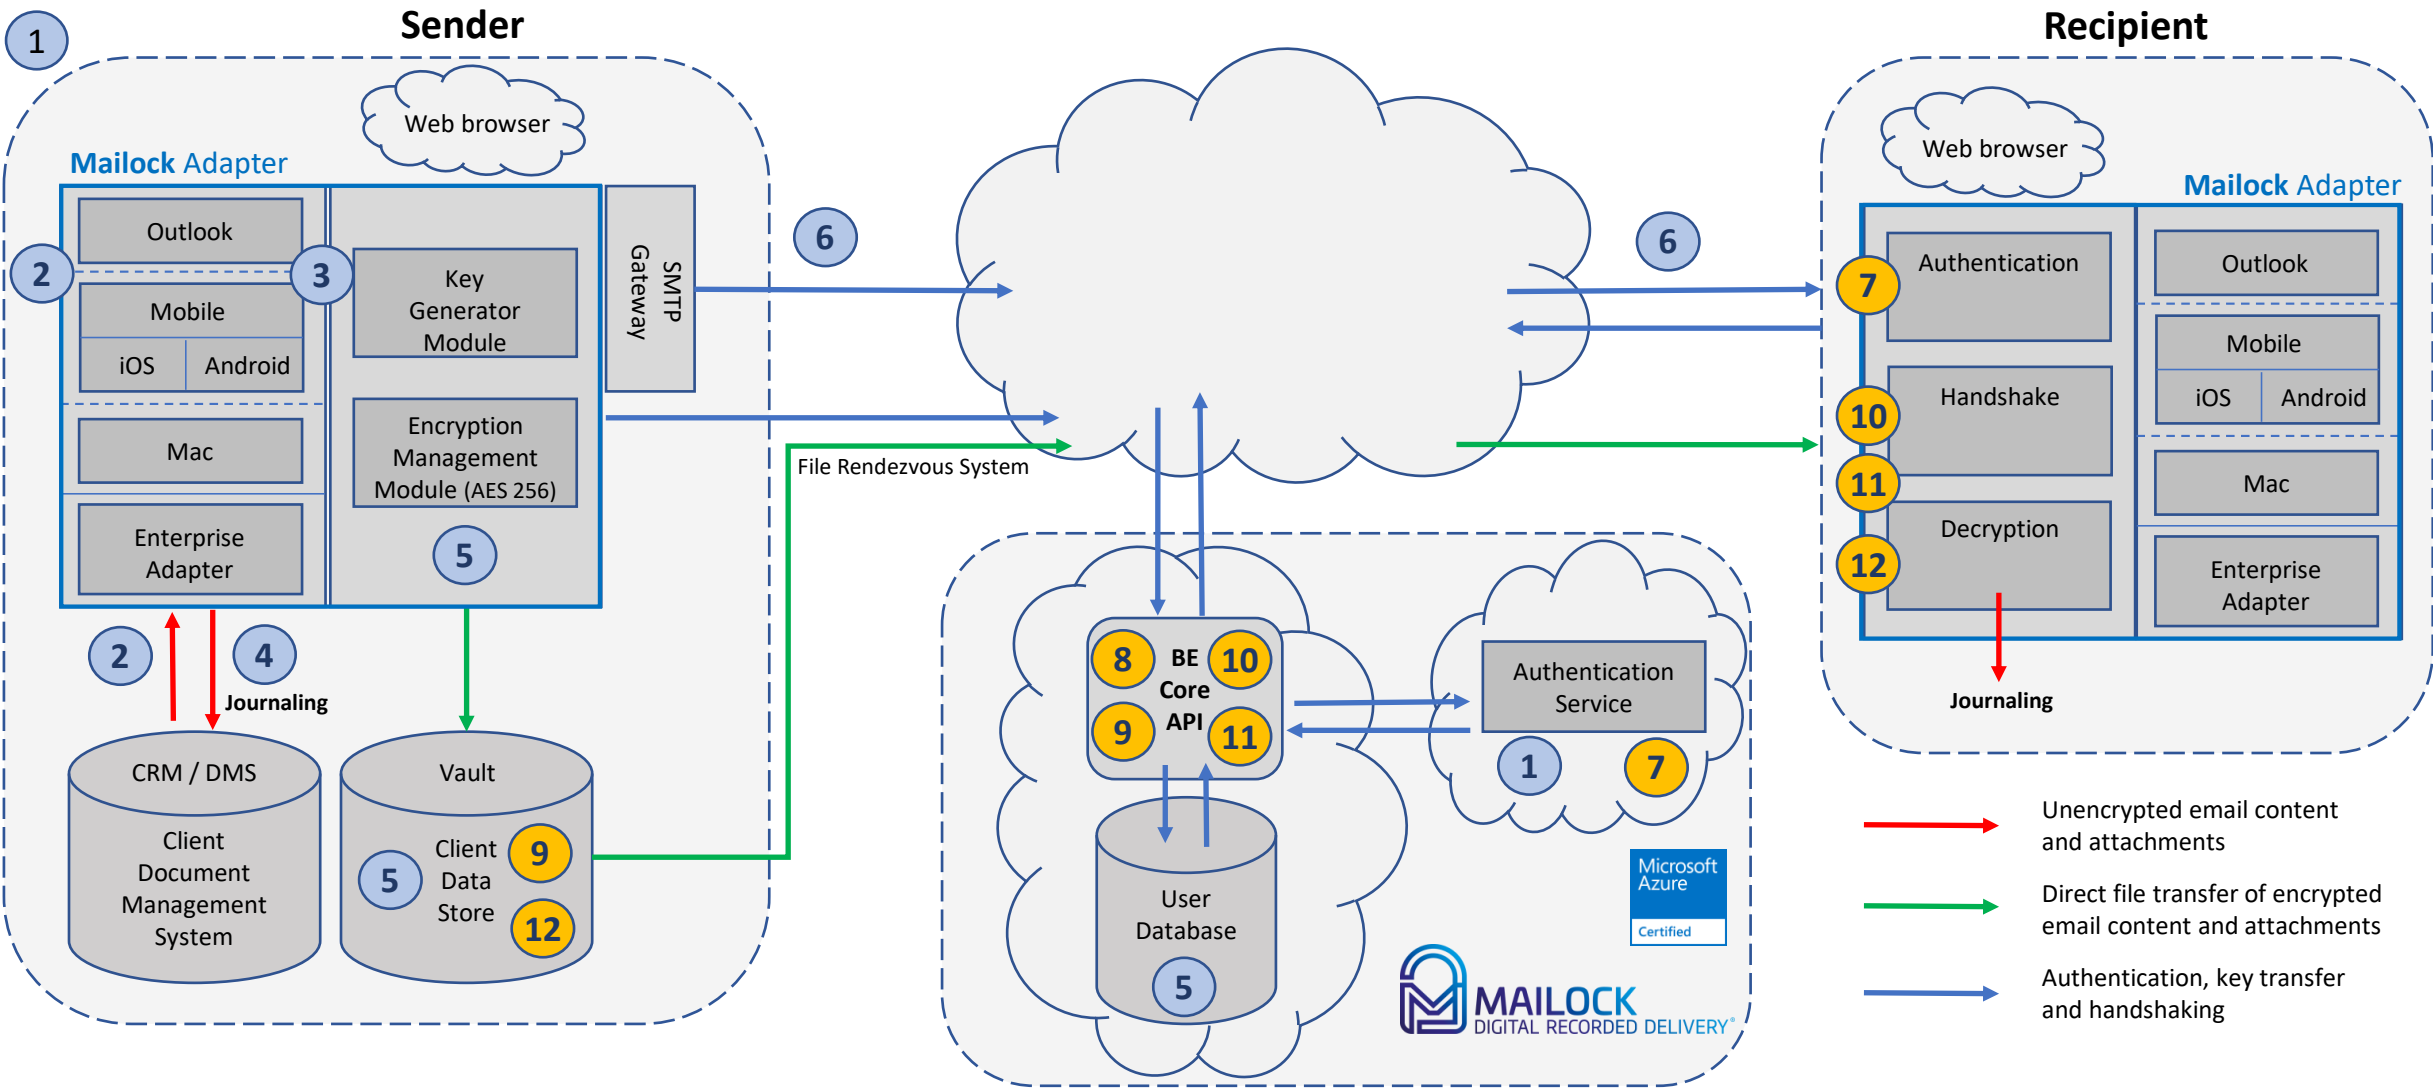 Sender
Recipient
1
Web browser
Mailock Adapter
Outlook
2
3
Mobile
iOS
Android
Mac
Enterprise
Adapter
Key
Generator
Module
Encryption
Management
Module (AES 256)
5
SMTP
Gateway
6
File Rendezvous System
2
4
Journaling
CRM / DMS
Client
Document
Management
System
Vault
Client
Data
Store
5
9
12
6
Web browser
Mailock Adapter
Authentication
7
Handshake
10
11
Decryption
12
Outlook
Mobile
iOS
Android
Mac
Enterprise
Adapter
Journaling
BE
Core
API
8
10
9
11
User
Database
5
Authentication
Service
1
7
Microsoft
Azure
Certified
MAILOCK
DIGITAL RECORDED DELIVERY®
Unencrypted email content
and attachments
Direct file transfer of encrypted
email content and attachments
Authentication, key transfer
and handshaking